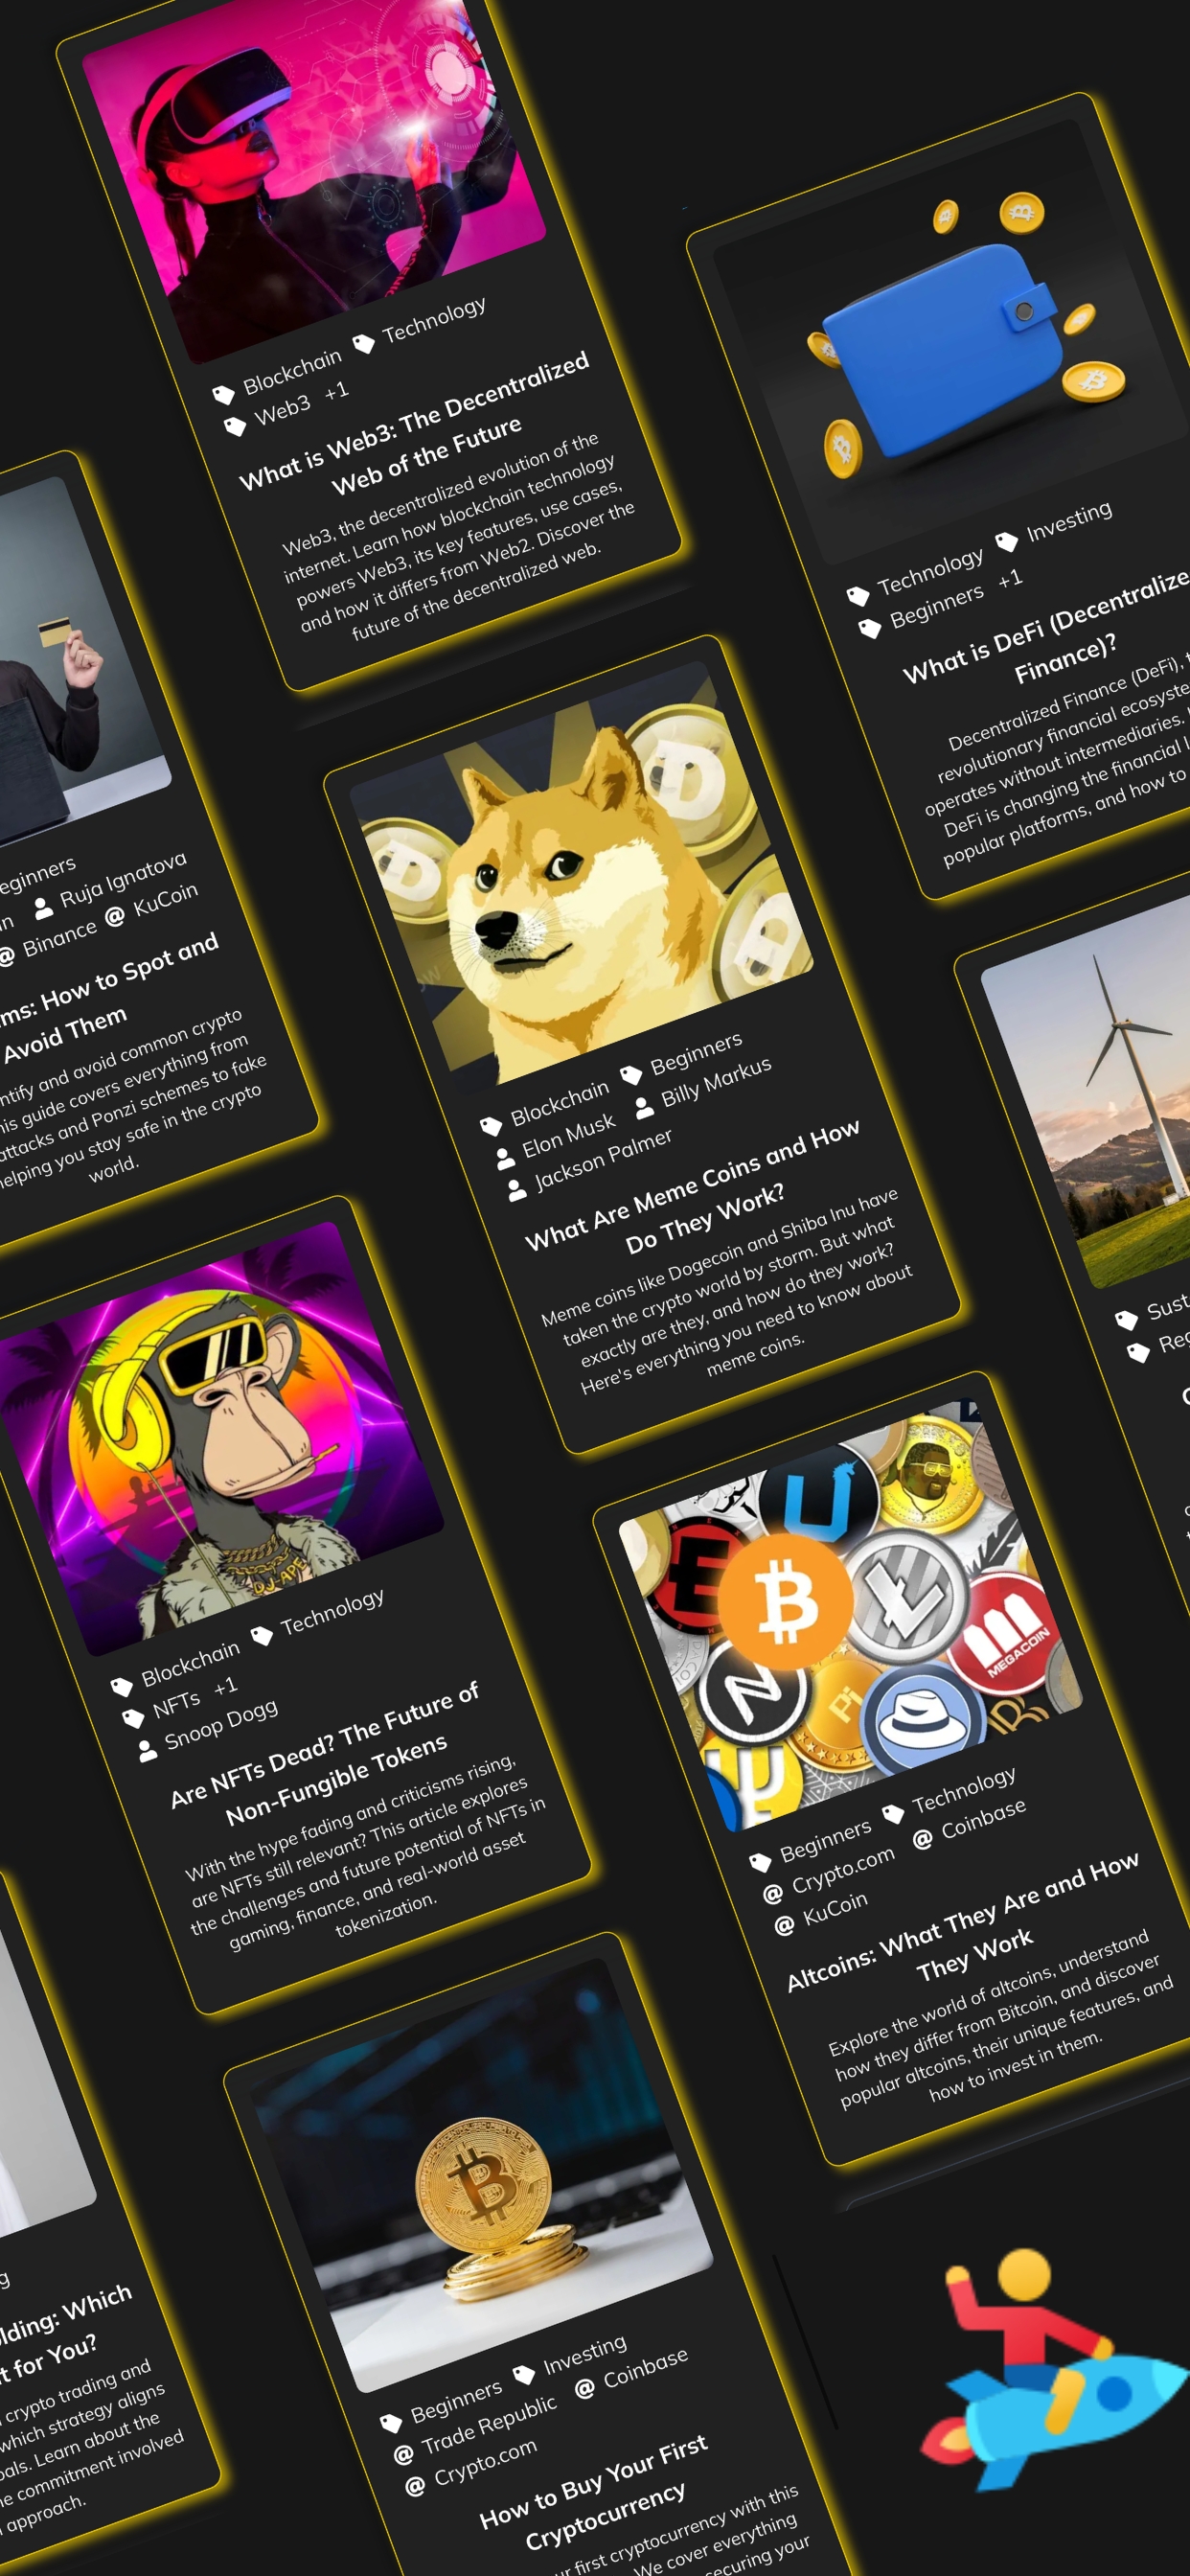 Blockchain Technology
Web3 +1
What is Web3: The Decentralized
Web of the Future
Web3, the decentralized evolution of the
internet. Learn how blockchain technology
powers Web3, its key features, use cases,
and how it differs from Web2. Discover the
future of the decentralized web.
Technology Investing
Beginners +1
What is DeFi (Decentralize
Finance)?
Decentralized Finance (DeFi), t
revolutionary financial ecosyste
operates without intermediaries.
DeFi is changing the financial l
popular platforms, and how to
eginners
Ruja Ignatova
@ Binance @ KuCoin
ms: How to Spot and
Avoid Them
ntify and avoid common crypto
his guide covers everything from
attacks and Ponzi schemes to fake
helping you stay safe in the crypto
world.
Blockchain Beginners
Elon Musk Billy Markus
Jackson Palmer
What Are Meme Coins and How
Do They Work?
Meme coins like Dogecoin and Shiba Inu have
taken the crypto world by storm. But what
exactly are they, and how do they work?
Here's everything you need to know about
meme coins.
DJ-APE
Blockchain Technology
NFTs +1
Snoop Dogg
Are NFTs Dead? The Future of
Non-Fungible Tokens
With the hype fading and criticisms rising,
are NFTs still relevant? This article explores
the challenges and future potential of NFTs in
gaming, finance, and real-world asset
tokenization.
Sust
MEGACOIN
Pi
Beginners Technology
@ Crypto.com @ Coinbase
@ KuCoin
Altcoins: What They Are and How
They Work
Explore the world of altcoins, understand
how they differ from Bitcoin, and discover
popular altcoins, their unique features, and
how to invest in them.
lding: Which
t for You?
crypto trading and
which strategy aligns
oals. Learn about the
e commitment involved
approach.
Beginners Investing
@ Trade Republic @ Coinbase
@ Crypto.com
How to Buy Your First
Cryptocurrency
ur first cryptocurrency with this
We cover everything
securing your